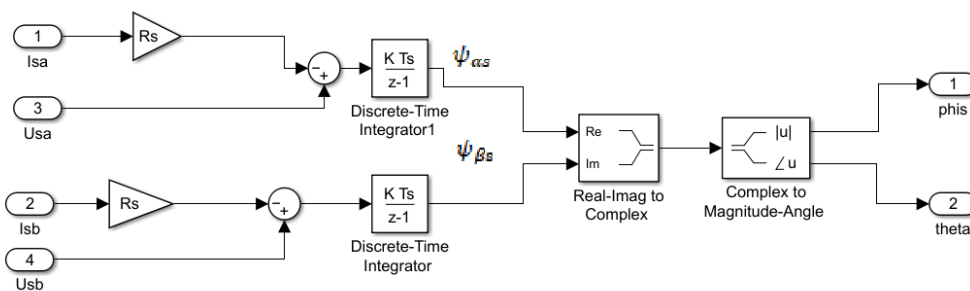 1
Isa
Rs
3
Usa
- +
K Ts
z-1
Discrete-Time
Integrator1
ψαs
2
Isb
Rs
4
Usb
- +
K Ts
z-1
Discrete-Time
Integrator
ψβs
Re
Im
Real-Imag to
Complex
|u|
∠u
Complex to
Magnitude-Angle
1
phis
2
theta